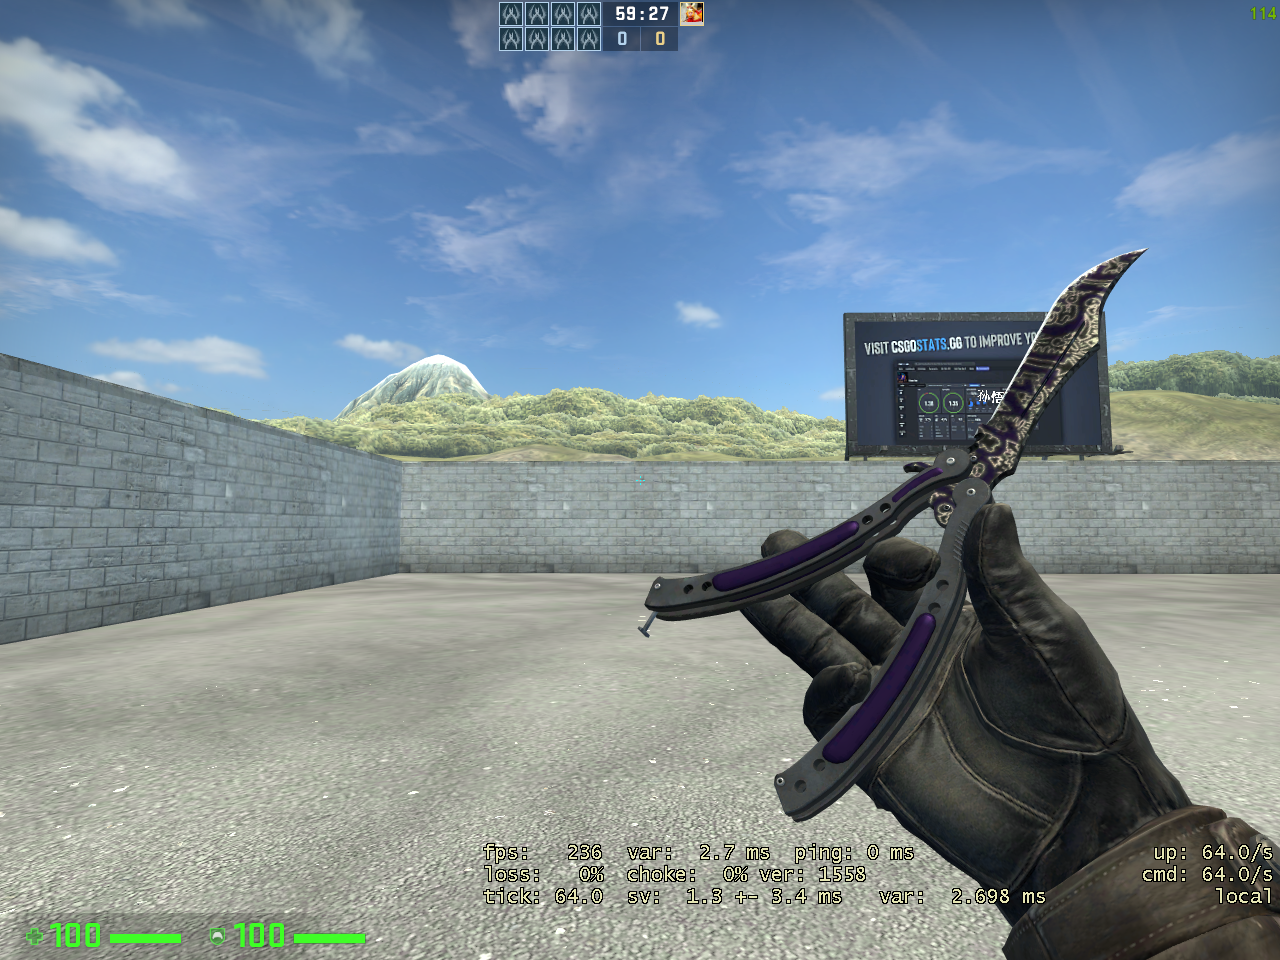 59:27
114
0 0
VISIT CSGOSTATS.GG TO IMPROVE YO
孙悟
fps: 236 var: 2.7 ms ping: 0 ms
up: 64.0/s
loss: 0% choke: 0% ver: 1558
cmd: 64.0/s
tick: 64.0 sv: 1.3 +- 3.4 ms var: 2.698 ms
local
100 100